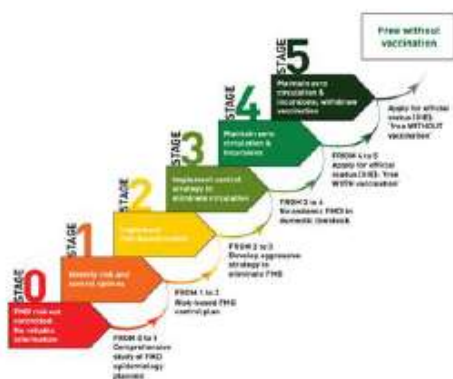 Free without
vaccination
STAGE
5
Maintain zero
circulation &
incursions, withdraw
vaccination
Apply for official
status (OIE):
'free WITHOUT
vaccination'
STAGE
4
Maintain zero
circulation &
incursions
FROM 4 to 5
Apply for official
status (OIE): 'free
WITH vaccination'
STAGE
3
Implement control
strategy to
eliminate circulation
FROM 3 to 4
No endemic FMD in
domestic livestock
STAGE
2
Implement
control
FROM 2 to 3
Develop aggressive
strategy to
eliminate FMD
STAGE
1
Identify risk and
control options
FROM 1 to 2
Risk-based FMD
control plan
STAGE
0
FMD risk not
controlled
No reliable
information
FROM 0 to 1
Comprehensive
study of FMD
epidemiology
planned